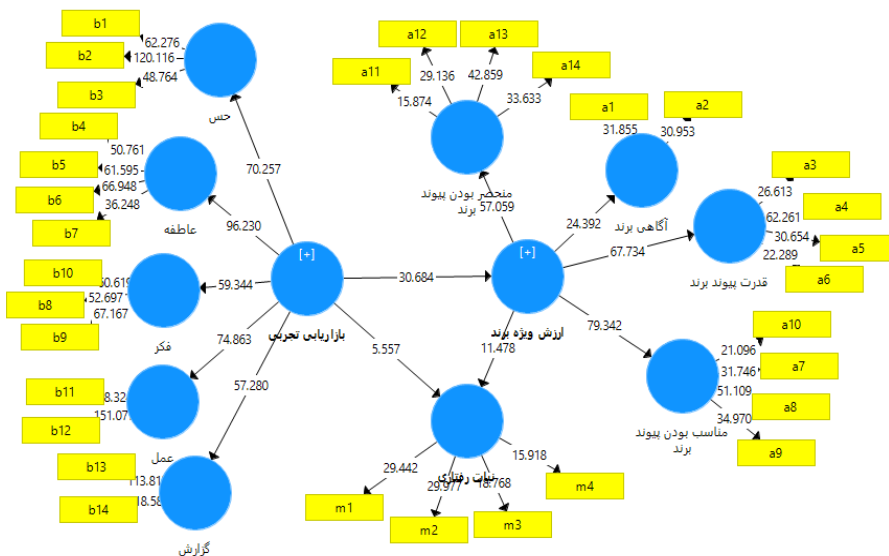 b1
b2
b3
62.276
120.116
48.764
حس
b4
b5
b6
b7
50.761
61.595
66.948
36.248
عاطفه
b10
b8
b9
52.697
67.167
فکر
b11
b12
عمل
b13
b14
گزارش
70.257
96.230
59.344
74.863
57.280
[+]
بازاریابی تجربی
30.684
5.557
[+]
ارزش ویژه برند
11.478
a11
a12
a13
a14
15.874
29.136
42.859
33.633
منحصر بودن پیوند
برند
57.059
a1
a2
31.855
30.953
آگاهی برند
24.392
a3
a4
a5
a6
26.613
62.261
30.654
22.289
قدرت پیوند برند
67.734
a10
a7
a8
a9
21.096
31.746
51.109
34.970
مناسب بودن پیوند
برند
79.342
نیات رفتاری
29.442
29.977
18.768
15.918
m1
m2
m3
m4